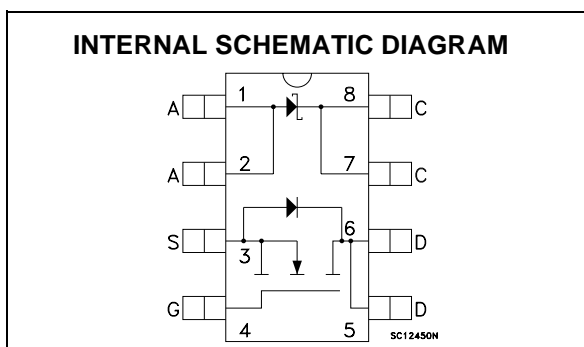 INTERNAL SCHEMATIC DIAGRAM
A 1 8 C
A 2 7 C
S 3 6 D
G 4 5 D
SC12450N